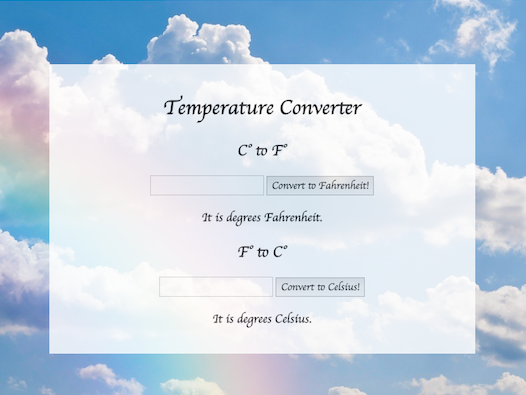 Temperature Converter
C° to F°
Convert to Fahrenheit!
It is degrees Fahrenheit.
F° to C°
Convert to Celsius!
It is degrees Celsius.